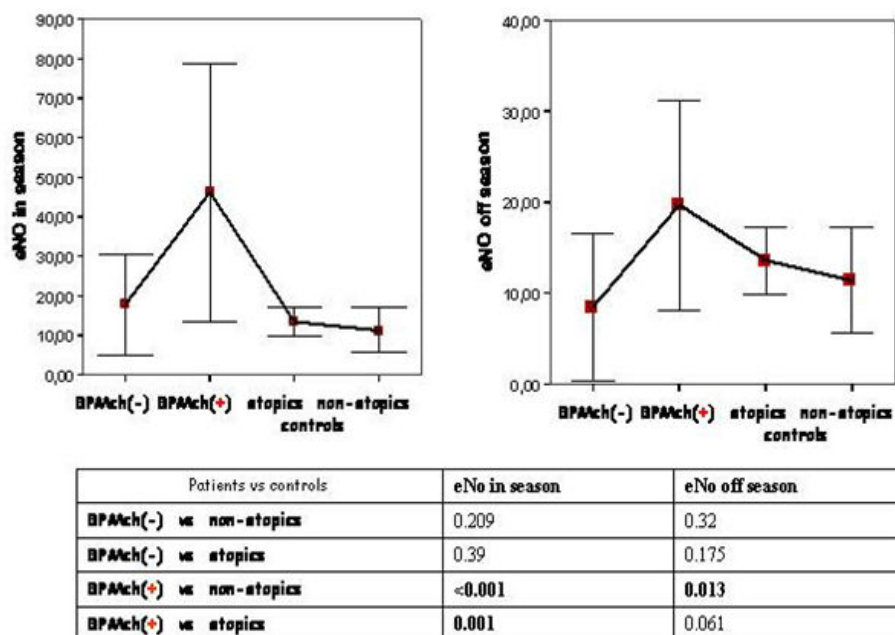 90,00
80,00
70,00
60,00
50,00
40,00
30,00
20,00
10,00
0,00
eNO in season
BPAAch(-) BPAAch(+) atopics non-atopics
controls
40,00
30,00
20,00
10,00
0,00
eNO off season
BPAAch(-) BPAAch(+) atopics non-atopics
controls
Patients vs controls eNo in season eNo off season
BPAAch(-) vs non-atopics 0.209 0.32
BPAAch(-) vs atopics 0.39 0.175
BPAAch(+) vs non-atopics <0.001 0.013
BPAAch(+) vs atopics 0.001 0.061